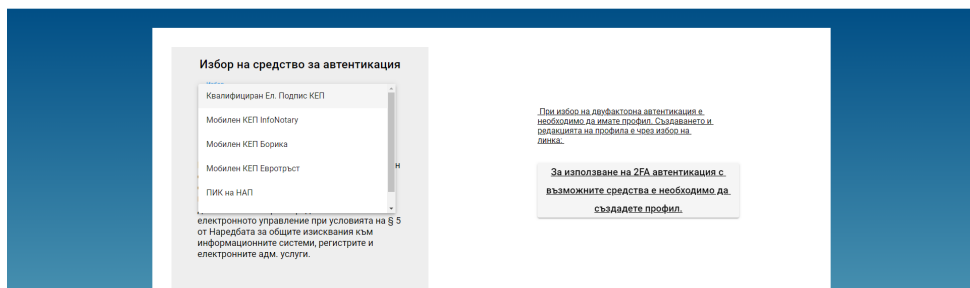 Избор на средство за автентикация
Квалифициран Ел. Подпис КЕП
Мобилен КЕП InfoNotary
Мобилен КЕП Борика
Мобилен КЕП Евротръст
ПИК на НАП
електронното управление при условията на § 5
от Наредбата за общите изисквания към
информационните системи, регистрите и
електронните адм. услуги.
При избор на двуфакторна автентикация е
необходимо да имате профил. Създаването и
редакцията на профила е чрез избор на
линка:
За използване на 2FA автентикация с
възможните средства е необходимо да
създадете профил.